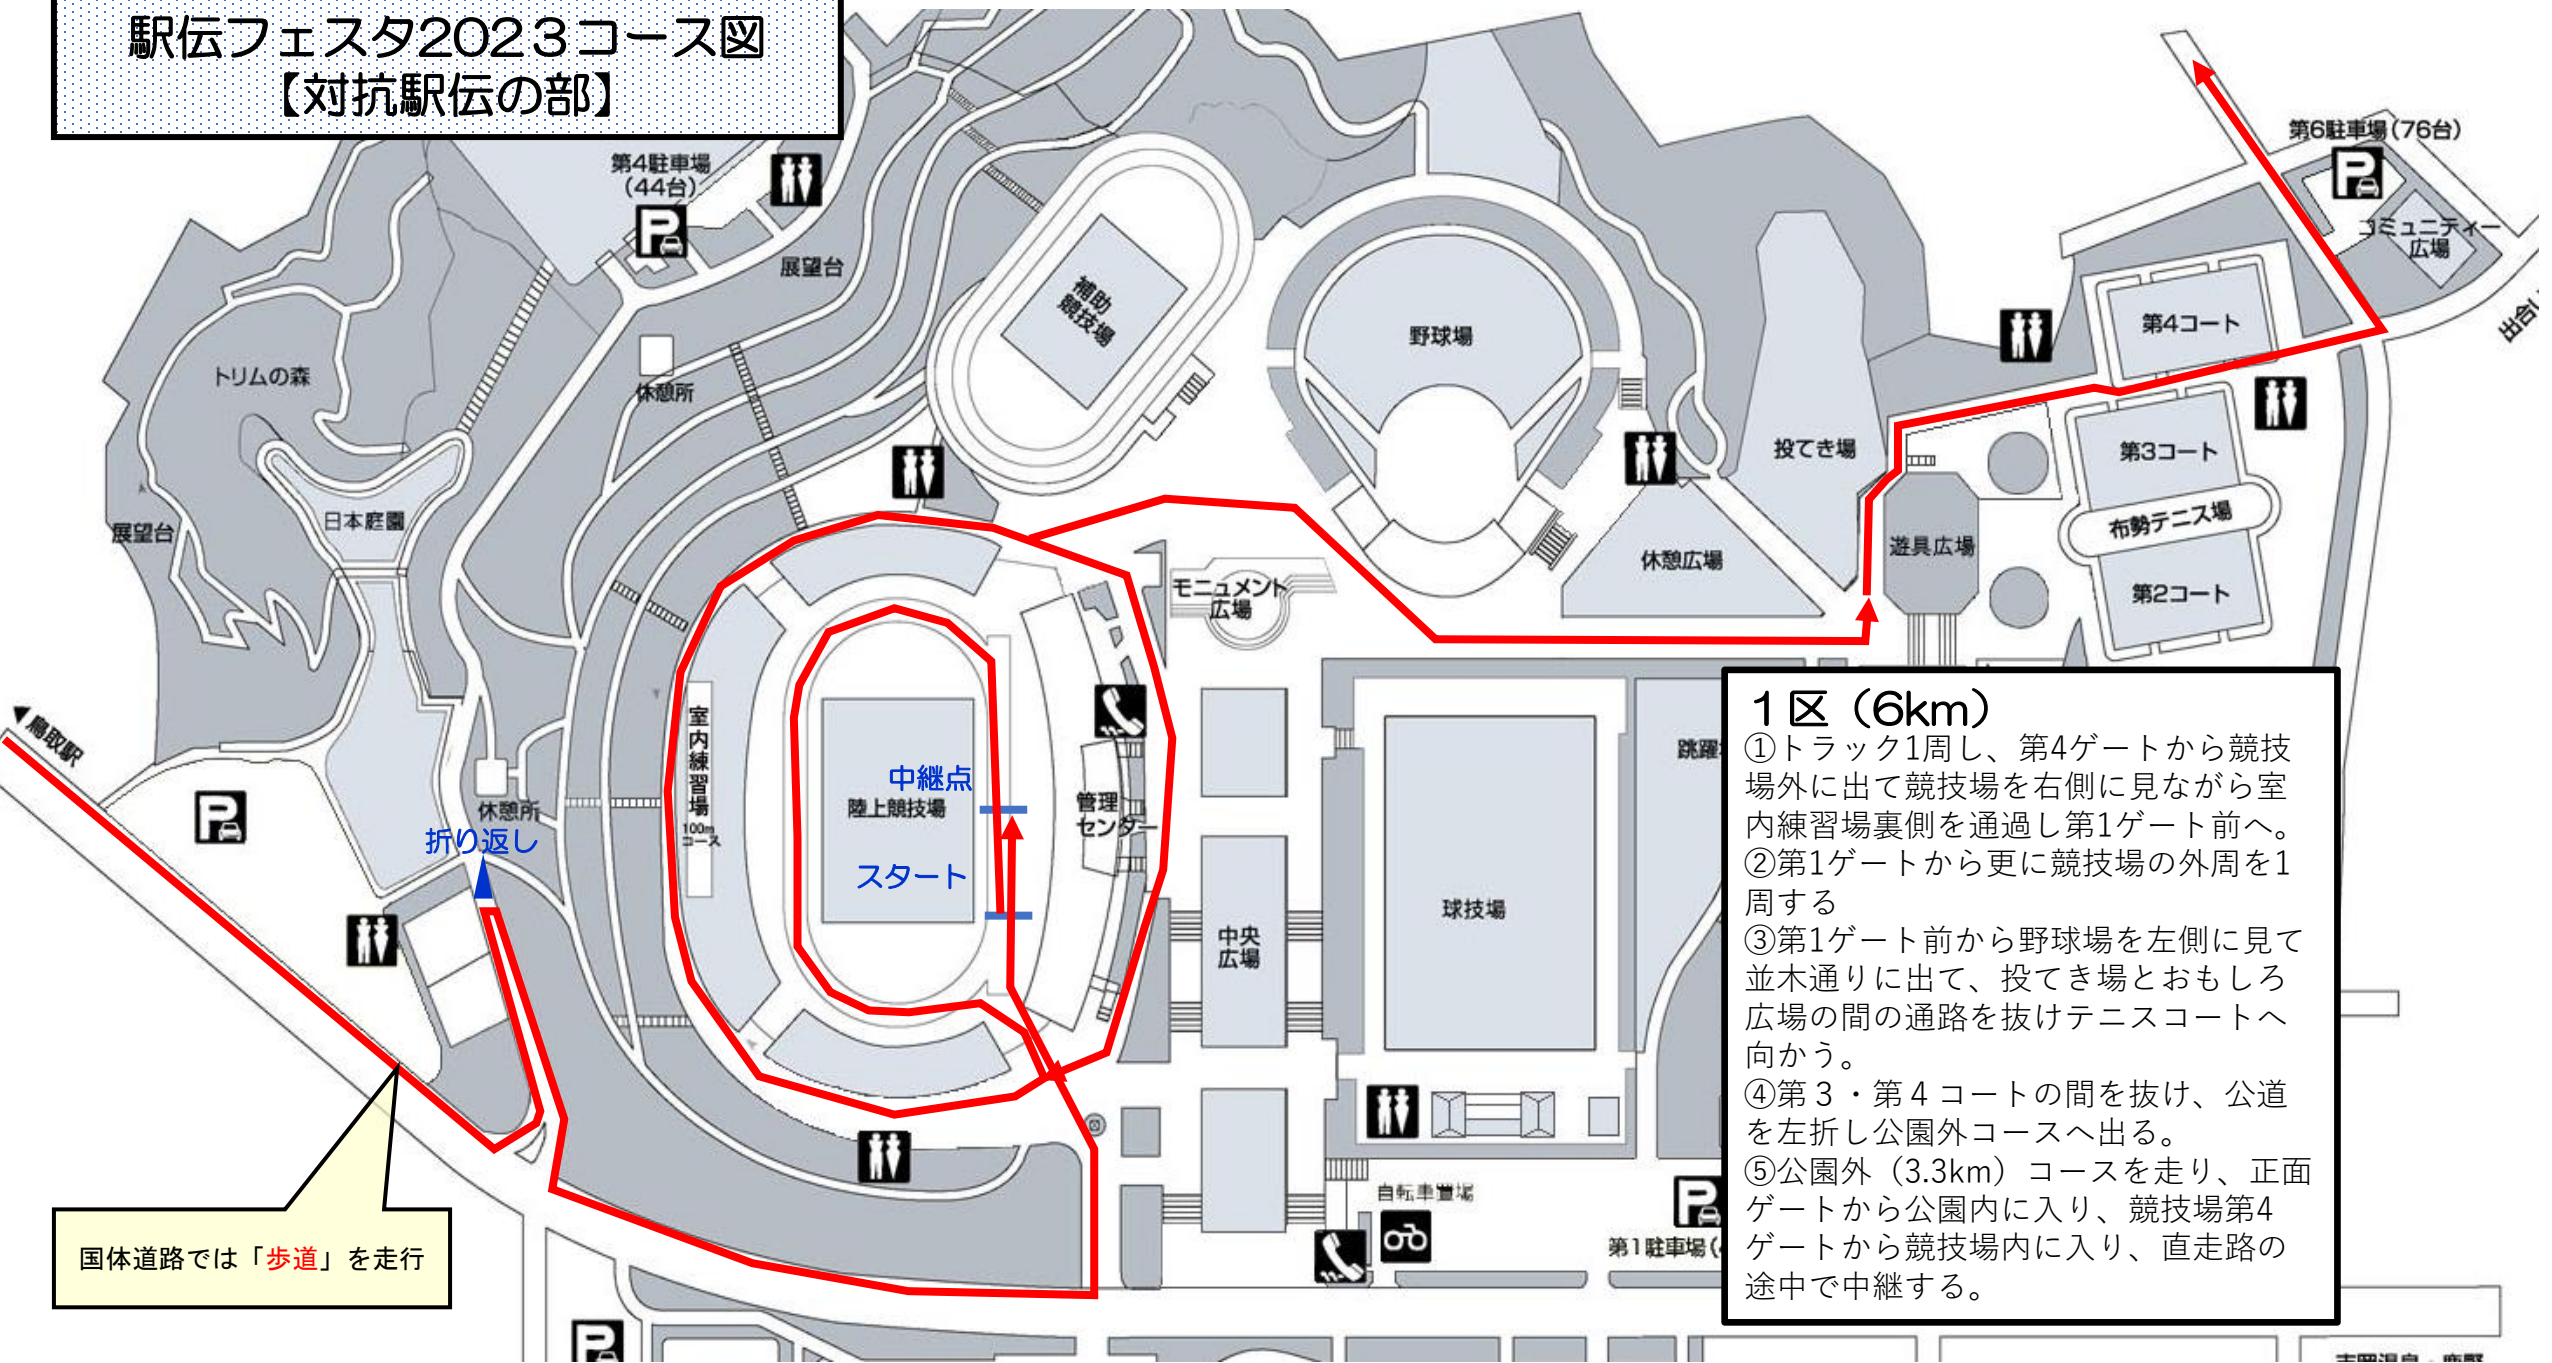 駅伝フェスタ2023コース図
【対抗駅伝の部】
第4駐車場
(44台)
展望台
第6駐車場(76台)
コミュニティー
広場
補助
競技場
野球場
第4コート
トリムの森
休憩所
投てき場
第3コート
日本庭園
展望台
布勢テニス場
遊具広場
休憩広場
モニュメント
広場
第2コート
◀鳥取駅
室内練習場
100m
コース
中継点
陸上競技場
管理
センター
休憩所
折り返し
スタート
球技場
中央
広場
自転車置場
第1駐車場(
国体道路では「歩道」を走行
1区（6km）
①トラック1周し、第4ゲートから競技
場外に出て競技場を右側に見ながら室
内練習場裏側を通過し第1ゲート前へ。
②第1ゲートから更に競技場の外周を1
周する
③第1ゲート前から野球場を左側に見て
並木通りに出て、投てき場とおもしろ
広場の間の通路を抜けテニスコートへ
向かう。
④第３・第４コートの間を抜け、公道
を左折し公園外コースへ出る。
⑤公園外（3.3km）コースを走り、正面
ゲートから公園内に入り、競技場第4
ゲートから競技場内に入り、直走路の
途中で中継する。